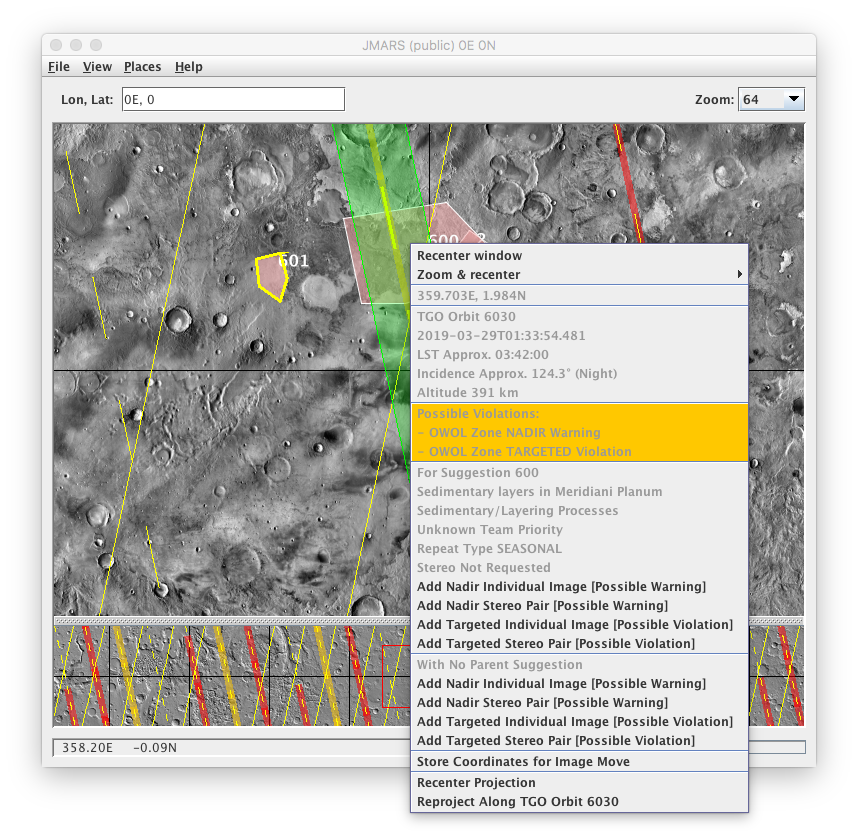 JMARS (public) 0E 0N
File View Places Help
Lon, Lat: 0E, 0 Zoom: 64
600
601
Recenter window
Zoom & recenter
359.703E, 1.984N
TGO Orbit 6030
2019-03-29T01:33:54.481
LST Approx. 03:42:00
Incidence Approx. 124.3° (Night)
Altitude 391 km
Possible Violations:
- OWOL Zone NADIR Warning
- OWOL Zone TARGETED Violation
For Suggestion 600
Sedimentary layers in Meridiani Planum
Sedimentary/Layering Processes
Unknown Team Priority
Repeat Type SEASONAL
Stereo Not Requested
Add Nadir Individual Image [Possible Warning]
Add Nadir Stereo Pair [Possible Warning]
Add Targeted Individual Image [Possible Violation]
Add Targeted Stereo Pair [Possible Violation]
With No Parent Suggestion
Add Nadir Individual Image [Possible Warning]
Add Nadir Stereo Pair [Possible Warning]
Add Targeted Individual Image [Possible Violation]
Add Targeted Stereo Pair [Possible Violation]
Store Coordinates for Image Move
Recenter Projection
Reproject Along TGO Orbit 6030
358.20E -0.09N